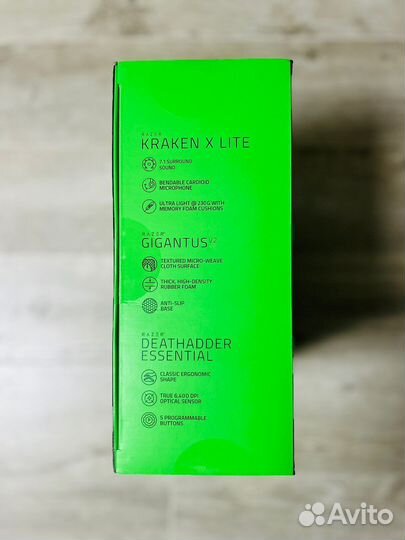 RAZER
KRAKEN X LITE
7.1 SURROUND
SOUND
BENDABLE CARDIOID
MICROPHONE
ULTRA LIGHT @ 230G WITH
MEMORY FOAM CUSHIONS
RAZER
GIGANTUS V2
TEXTURED MICRO-WEAVE
CLOTH SURFACE
THICK, HIGH-DENSITY
RUBBER FOAM
ANTI-SLIP
BASE
RAZER
DEATHADDER
ESSENTIAL
CLASSIC ERGONOMIC
SHAPE
TRUE 6,400 DPI
OPTICAL SENSOR
5 PROGRAMMABLE
BUTTONS
Avito